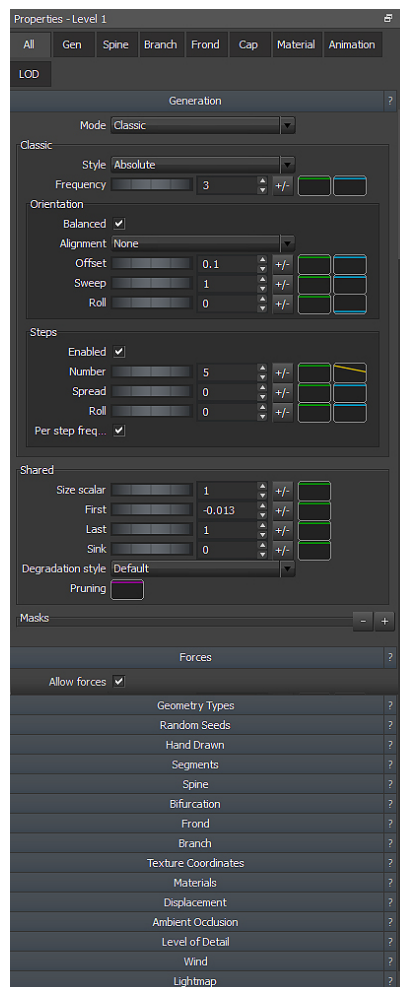 Properties - Level 1
All Gen Spine Branch Frond Cap Material Animation
LOD
Generation ?
Mode Classic
Classic
Style Absolute
Frequency 3 +/-
Orientation
Balanced
Alignment None
Offset 0.1 +/-
Sweep 1 +/-
Roll 0 +/-
Steps
Enabled
Number 5 +/-
Spread 0 +/-
Roll 0 +/-
Per step freq...
Shared
Size scalar 1 +/-
First -0.013 +/-
Last 1 +/-
Sink 0 +/-
Degradation style Default
Pruning
Masks - +
Forces ?
Allow forces
Geometry Types ?
Random Seeds ?
Hand Drawn ?
Segments ?
Spine ?
Bifurcation ?
Frond ?
Branch ?
Texture Coordinates ?
Materials ?
Displacement ?
Ambient Occlusion ?
Level of Detail ?
Wind ?
Lightmap ?